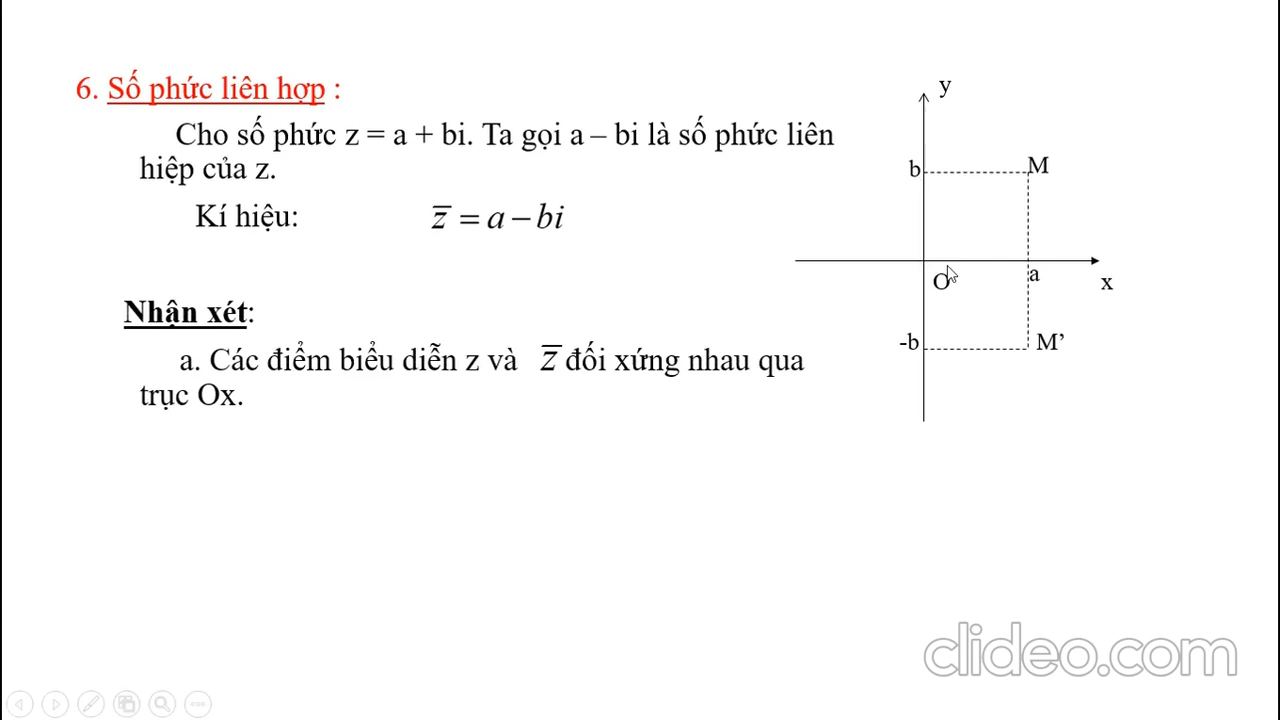 6. Số phức liên hợp :
Cho số phức z = a + bi. Ta gọi a – bi là số phức liên
hiệp của z.
Kí hiệu: z̅ = a − bi
Nhận xét:
a. Các điểm biểu diễn z và z̅ đối xứng nhau qua
trục Ox.
y
b M
O a x
-b M’
clideo.com